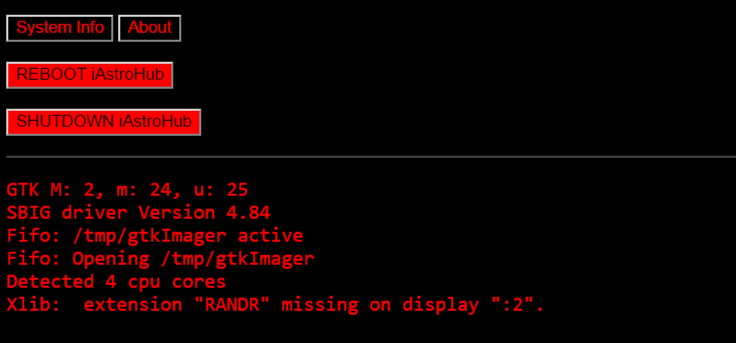 System Info About
REBOOT iAstroHub
SHUTDOWN iAstroHub
GTK M: 2, m: 24, u: 25
SBIG driver Version 4.84
Fifo: /tmp/gtkImager active
Fifo: Opening /tmp/gtkImager
Detected 4 cpu cores
Xlib:  extension "RANDR" missing on display ":2".